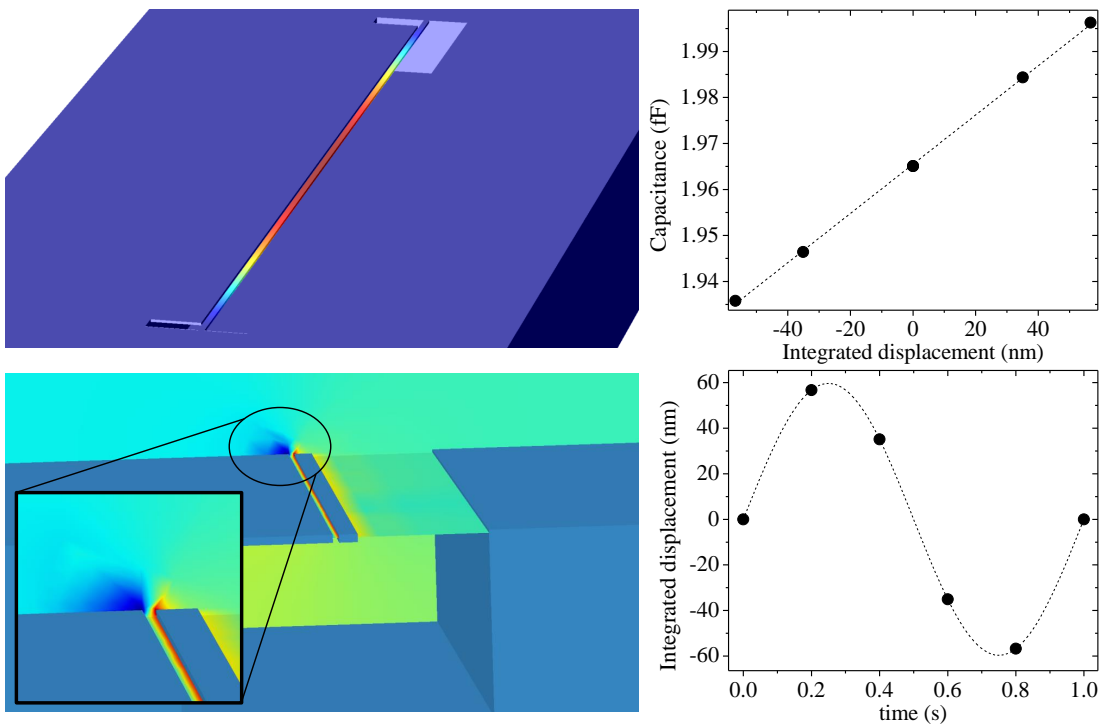 Capacitance (fF)
1.99
1.98
1.97
1.96
1.95
1.94
-40 -20 0 20 40
Integrated displacement (nm)
Integrated displacement (nm)
60
40
20
0
-20
-40
-60
0.0 0.2 0.4 0.6 0.8 1.0
time (s)